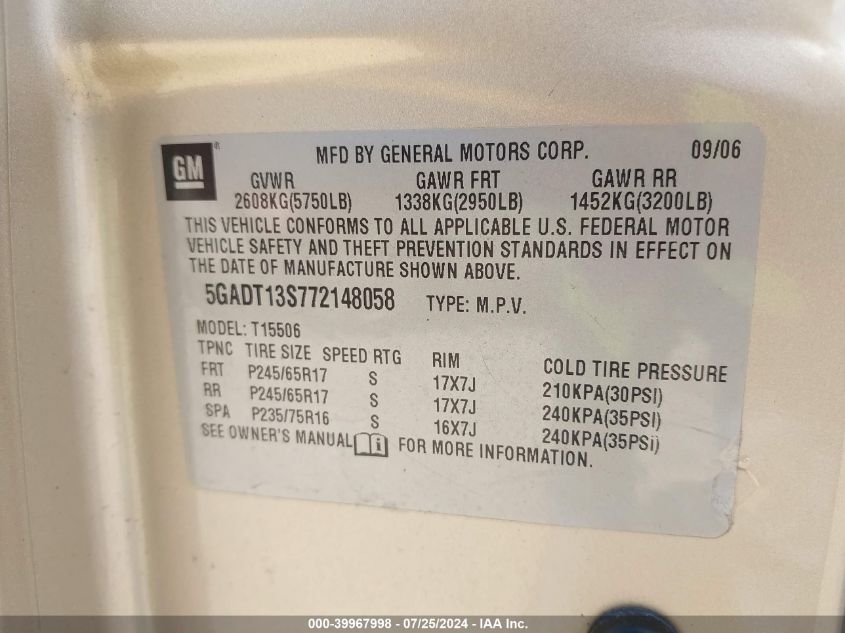 GM
MFD BY GENERAL MOTORS CORP. 09/06
GVWR GAWR FRT GAWR RR
2608KG(5750LB) 1338KG(2950LB) 1452KG(3200LB)
THIS VEHICLE CONFORMS TO ALL APPLICABLE U.S. FEDERAL MOTOR
VEHICLE SAFETY AND THEFT PREVENTION STANDARDS IN EFFECT ON
THE DATE OF MANUFACTURE SHOWN ABOVE.
5GADT13S772148058 TYPE: M.P.V.
MODEL: T15506
TPNC TIRE SIZE SPEED RTG RIM COLD TIRE PRESSURE
FRT P245/65R17 S 17X7J 210KPA(30PSI)
RR P245/65R17 S 17X7J 240KPA(35PSI)
SPA P235/75R16 S 16X7J 240KPA(35PSi)
SEE OWNER'S MANUAL i FOR MORE INFORMATION.
000-39967998 - 07/25/2024 - IAA Inc.